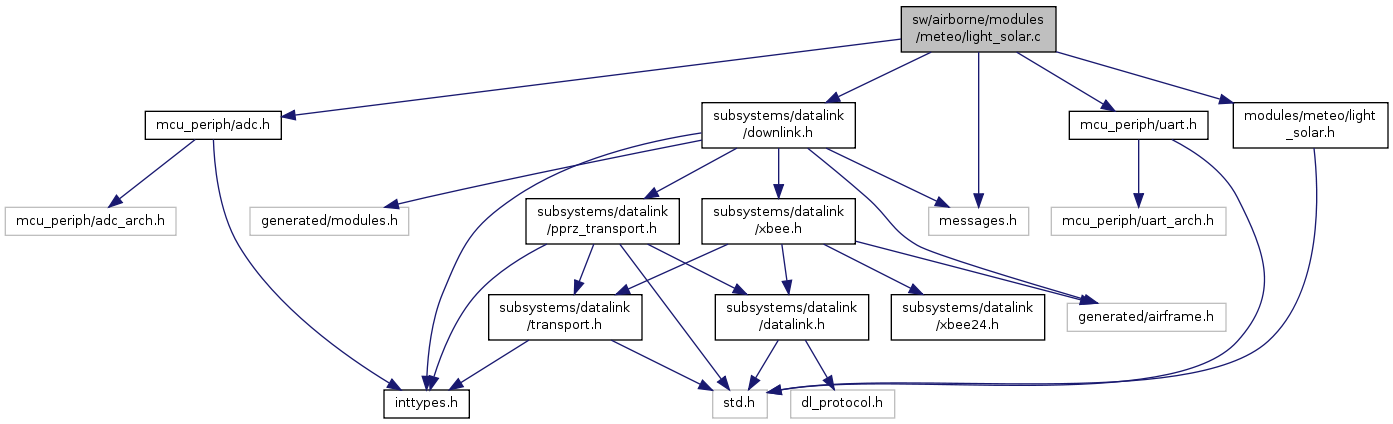 sw/airborne/modules
/meteo/light_solar.c
mcu_periph/adc.h
subsystems/datalink
/downlink.h
mcu_periph/uart.h
modules/meteo/light
_solar.h
mcu_periph/adc_arch.h
generated/modules.h
subsystems/datalink
/pprz_transport.h
subsystems/datalink
/xbee.h
messages.h
mcu_periph/uart_arch.h
subsystems/datalink
/transport.h
subsystems/datalink
/datalink.h
subsystems/datalink
/xbee24.h
generated/airframe.h
inttypes.h
std.h
dl_protocol.h